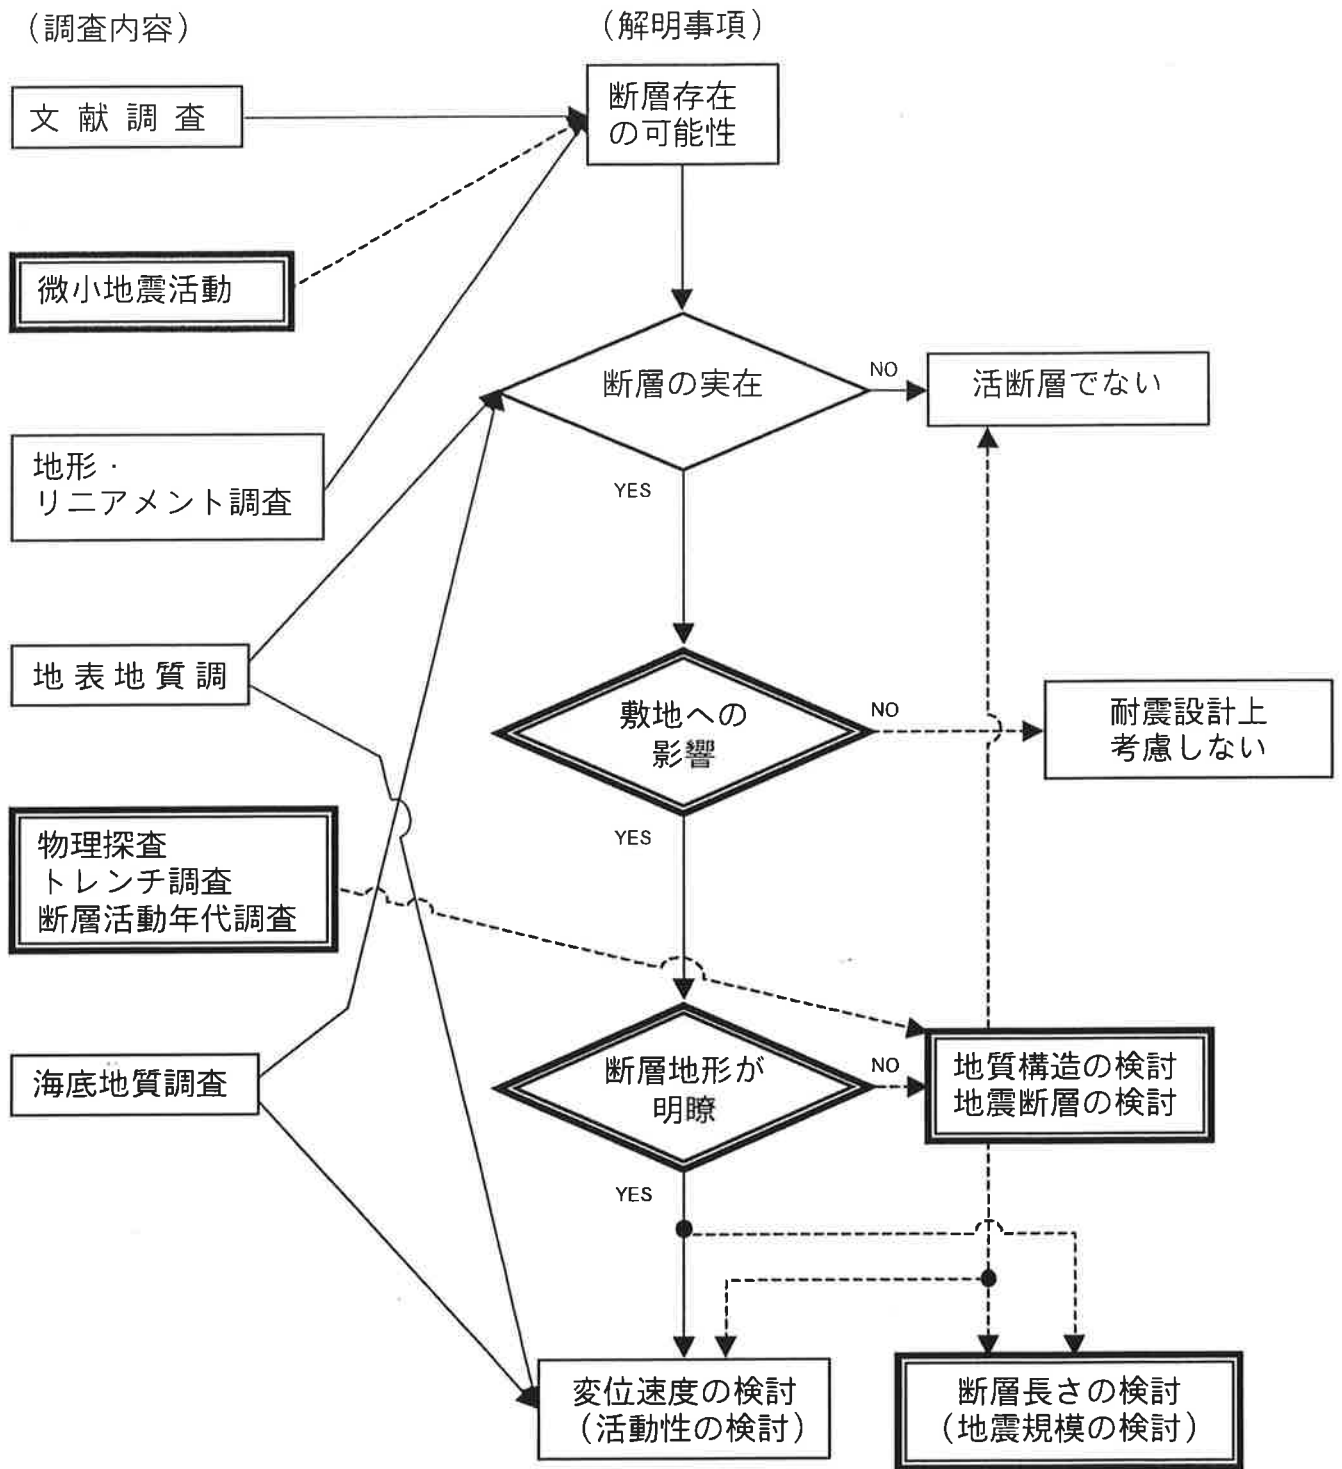 （調査内容）
（解明事項）
文献調査
断層存在
の可能性
微小地震活動
断層の実在
NO
活断層でない
地形・
リニアメント調査
YES
地表地質調
敷地への
影響
NO
耐震設計上
考慮しない
YES
物理探査
トレンチ調査
断層活動年代調査
海底地質調査
断層地形が
明瞭
NO
地質構造の検討
地震断層の検討
YES
変位速度の検討
（活動性の検討）
断層長さの検討
（地震規模の検討）